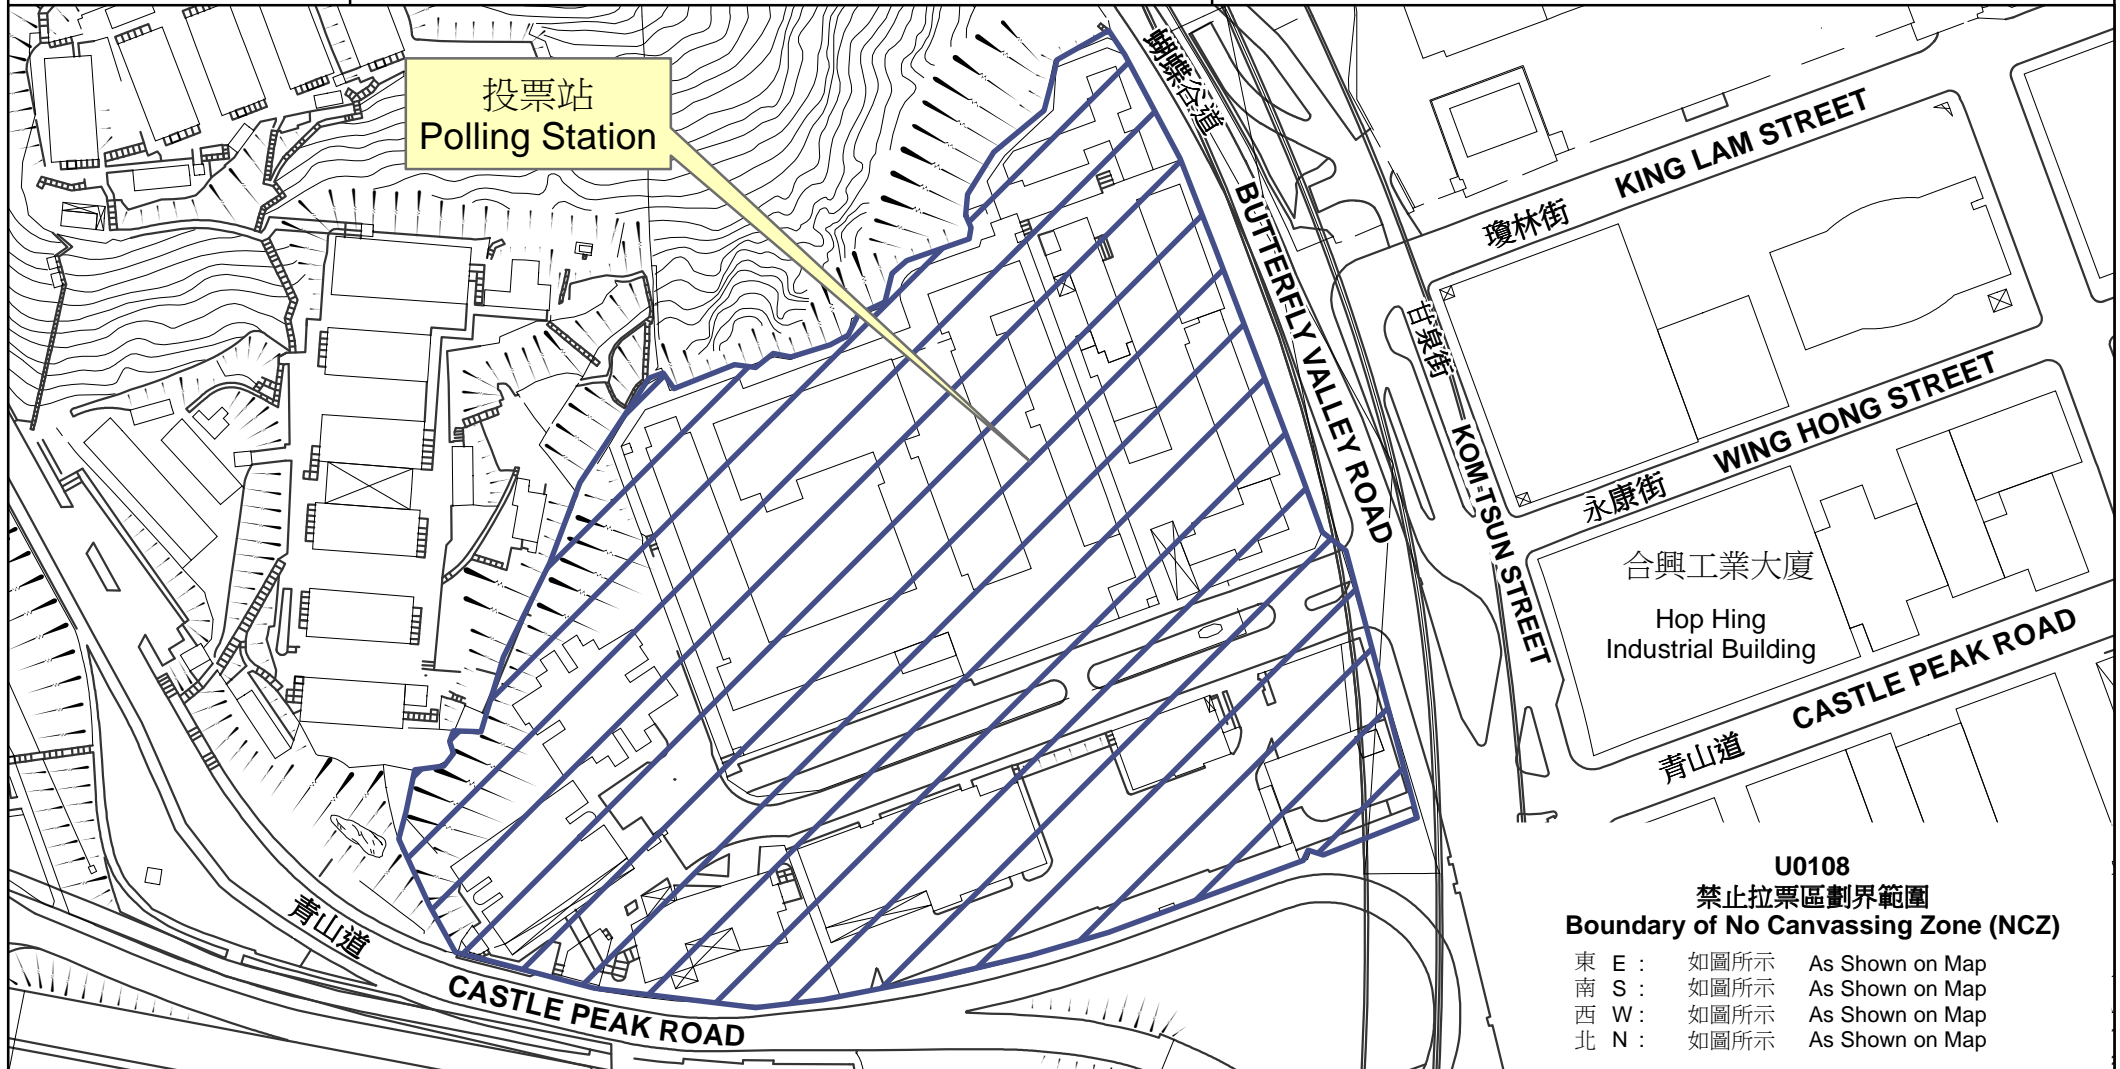 投票站
Polling Station
蝴蝶谷道
BUTTERFLY VALLEY ROAD
瓊林街 KING LAM STREET
甘泉街
KOM TSUN STREET
永康街 WING HONG STREET
合興工業大廈
Hop Hing
Industrial Building
青山道 CASTLE PEAK ROAD
青山道
CASTLE PEAK ROAD
U0108
禁止拉票區劃界範圍
Boundary of No Canvassing Zone (NCZ)
東 E : 如圖所示 As Shown on Map
南 S : 如圖所示 As Shown on Map
西 W : 如圖所示 As Shown on Map
北 N : 如圖所示 As Shown on Map